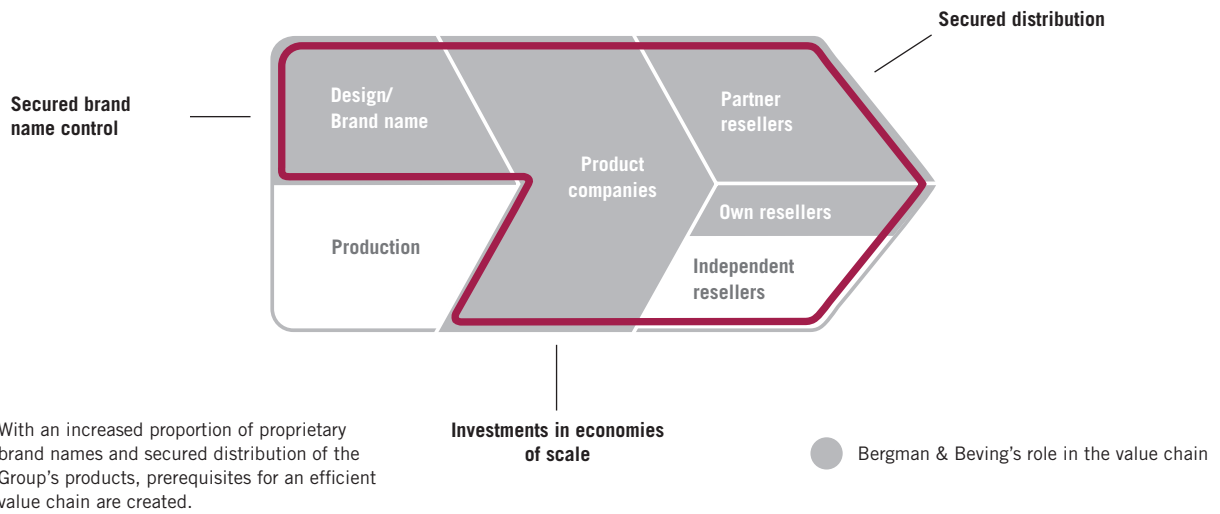 Secured distribution
Secured brand
name control
Design/
Brand name
Partner
resellers
Product
companies
Own resellers
Production
Independent
resellers
With an increased proportion of proprietary
brand names and secured distribution of the
Group's products, prerequisites for an efficient
value chain are created.
Investments in economies
of scale
Bergman & Beving's role in the value chain